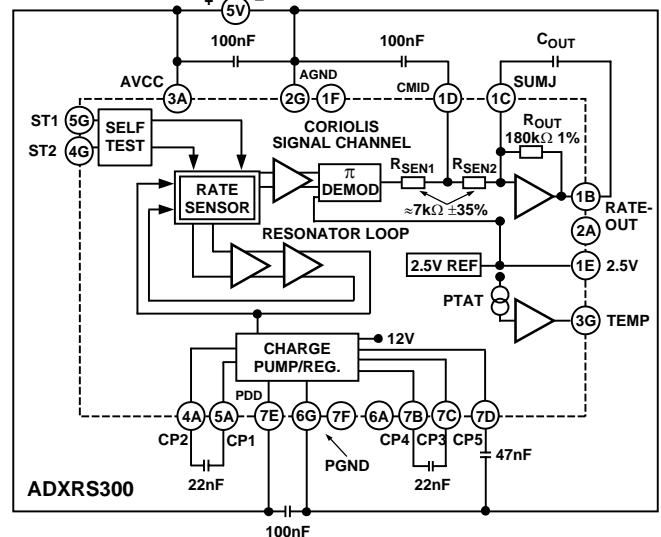 + 5V –
100nF
100nF
COUT
AVCC
3A
AGND
2G
1F
CMID
1D
1C
SUMJ
ST1
5G
ST2
4G
SELF TEST
CORIOLIS
SIGNAL CHANNEL
ROUT
180kΩ 1%
RATE
SENSOR
π
DEMOD
RSEN1
RSEN2
≈7kΩ ±35%
1B
RATE-
OUT
2A
RESONATOR LOOP
2.5V REF
1E
2.5V
PTAT
3G
TEMP
12V
CHARGE
PUMP/REG.
PDD
4A
5A
7E
6G
7F
6A
7B
7C
7D
CP2
CP1
PGND
CP4
CP3
CP5
47nF
22nF
22nF
ADXRS300
100nF